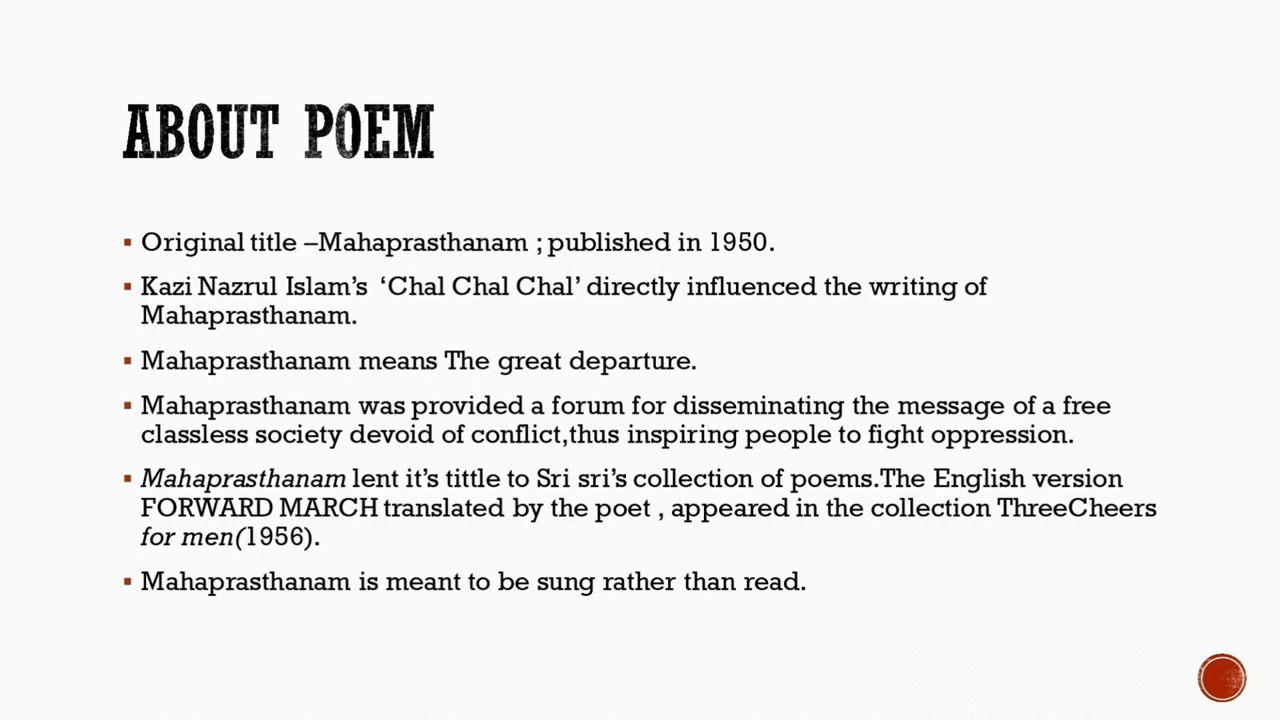 ABOUT POEM
Original title –Mahaprasthanam ; published in 1950.
Kazi Nazrul Islam's ‘Chal Chal Chal’ directly influenced the writing of
Mahaprasthanam.
Mahaprasthanam means The great departure.
Mahaprasthanam was provided a forum for disseminating the message of a free
classless society devoid of conflict,thus inspiring people to fight oppression.
Mahaprasthanam lent it’s tittle to Sri sri’s collection of poems.The English version
FORWARD MARCH translated by the poet , appeared in the collection ThreeCheers
for men(1956).
Mahaprasthanam is meant to be sung rather than read.